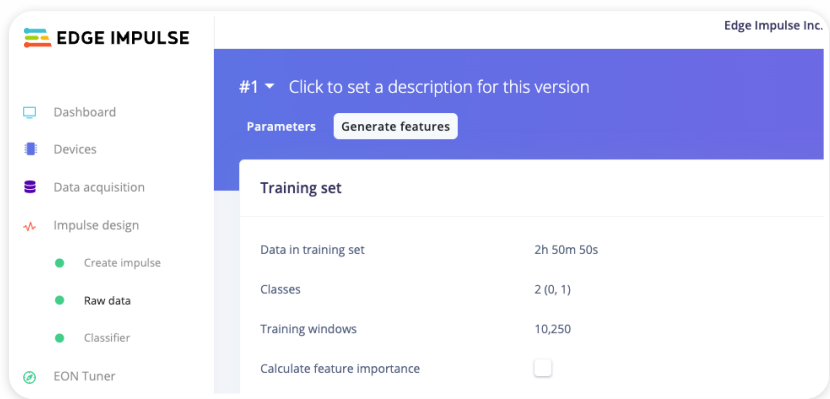 EDGE IMPULSE
Edge Impulse Inc.
#1 Click to set a description for this version
Parameters Generate features
Dashboard
Devices
Data acquisition
Impulse design
Create impulse
Raw data
Classifier
EON Tuner
Training set
Data in training set 2h 50m 50s
Classes 2 (0, 1)
Training windows 10,250
Calculate feature importance